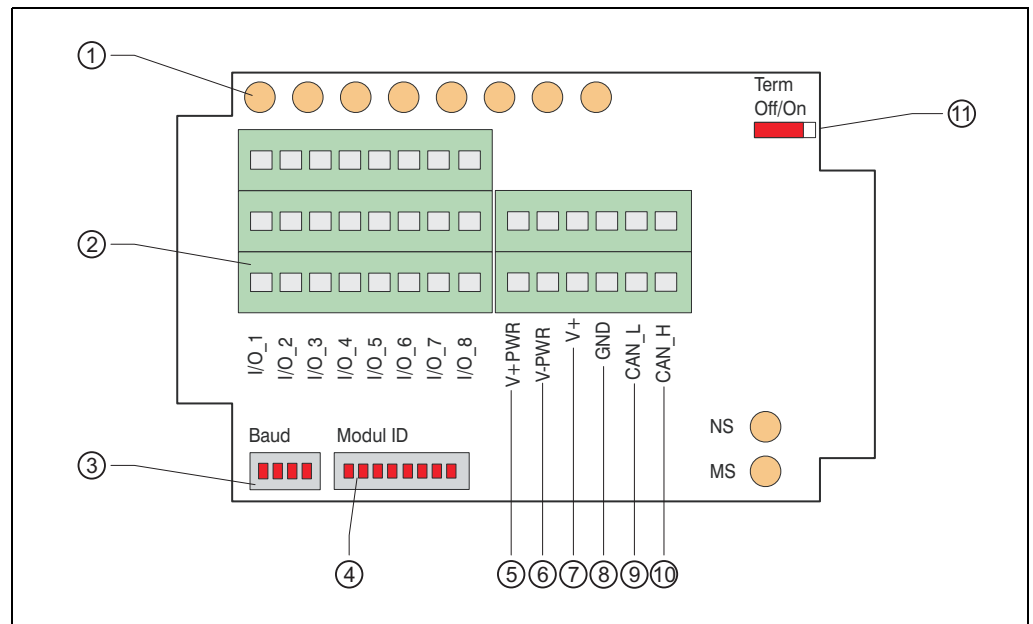 1
Term
Off/On
11
2
I/O_1
I/O_2
I/O_3
I/O_4
I/O_5
I/O_6
I/O_7
I/O_8
V+PWR
V-PWR
V+
GND
CAN_L
CAN_H
NS
Baud
Modul ID
3
MS
4
5
6
7
8
9
10